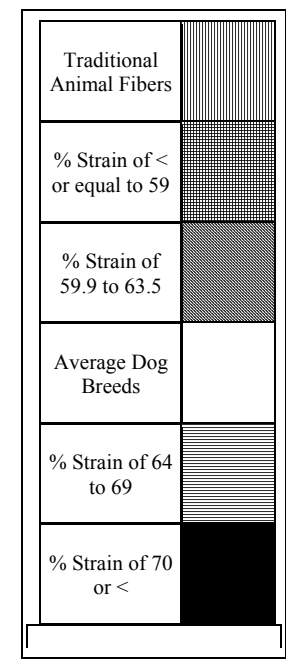 Traditional
Animal Fibers
% Strain of <
or equal to 59
% Strain of
59.9 to 63.5
Average Dog
Breeds
% Strain of 64
to 69
% Strain of 70
or <